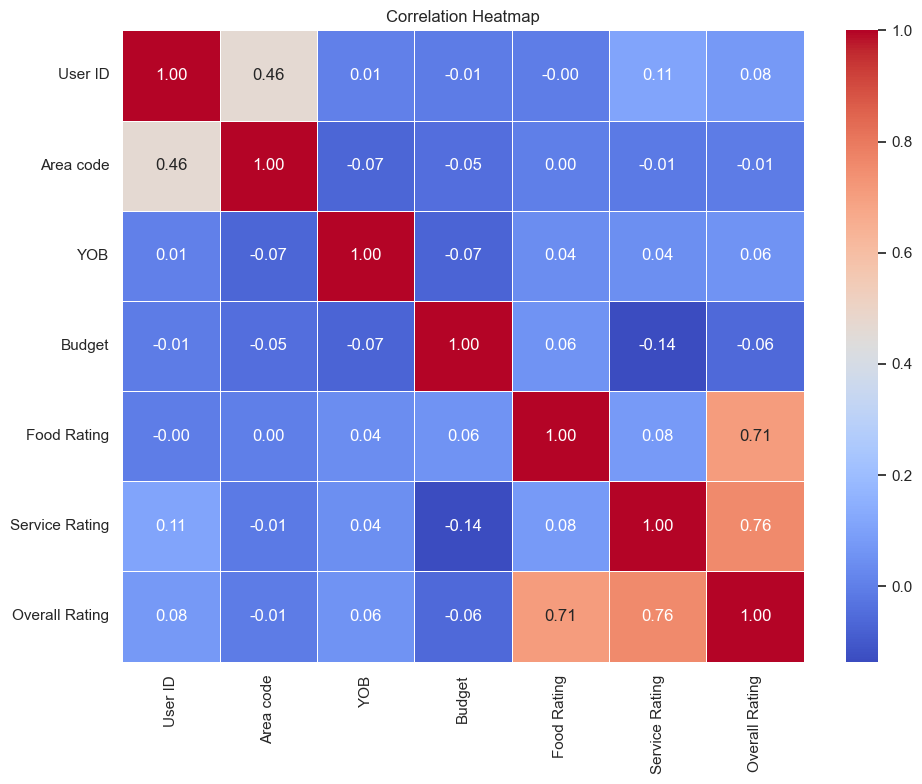 Correlation Heatmap
User ID 1.00 0.46 0.01 -0.01 -0.00 0.11 0.08
Area code 0.46 1.00 -0.07 -0.05 0.00 -0.01 -0.01
YOB 0.01 -0.07 1.00 -0.07 0.04 0.04 0.06
Budget -0.01 -0.05 -0.07 1.00 0.06 -0.14 -0.06
Food Rating -0.00 0.00 0.04 0.06 1.00 0.08 0.71
Service Rating 0.11 -0.01 0.04 -0.14 0.08 1.00 0.76
Overall Rating 0.08 -0.01 0.06 -0.06 0.71 0.76 1.00
User ID
Area code
YOB
Budget
Food Rating
Service Rating
Overall Rating
1.0
0.8
0.6
0.4
0.2
0.0